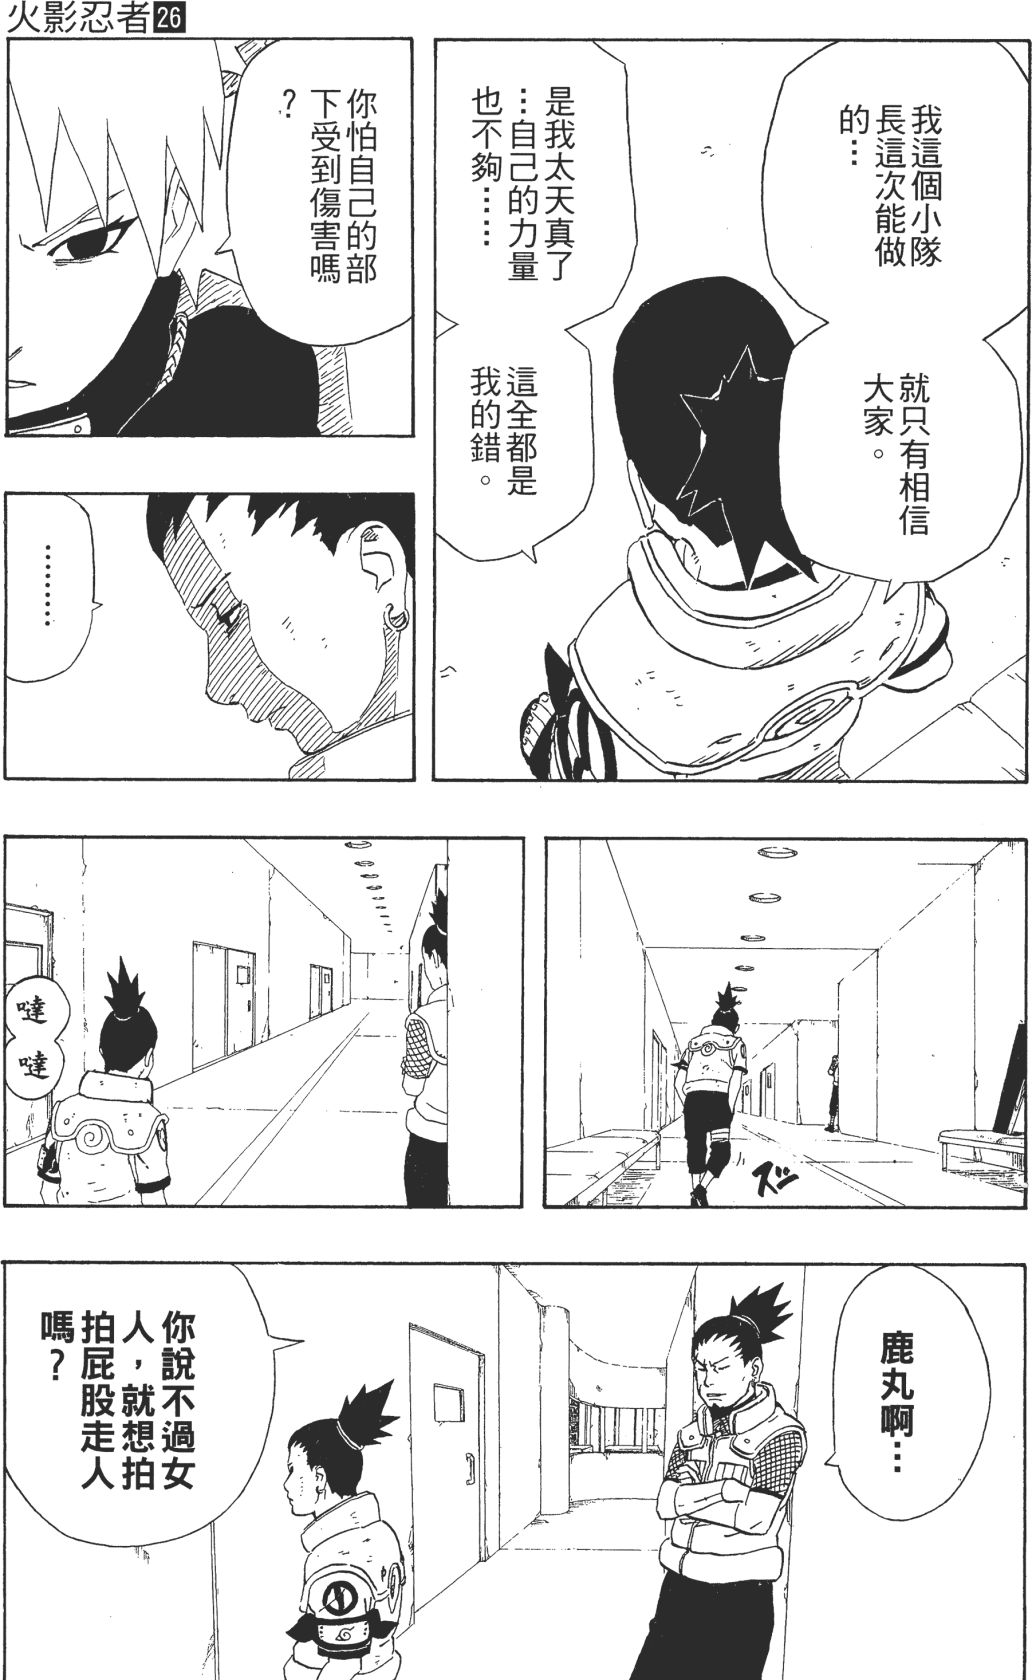 火影忍者26
我這個小隊
長這次能做
的…
就只有相信
大家。
是我太天真了
…自己的力量
也不夠……
這全都是
我的錯。
你怕自己的部
下受到傷害嗎
？
………
ズッ
噠
噠
鹿丸啊…
你說不過女
人，就想拍
拍屁股走人
嗎？